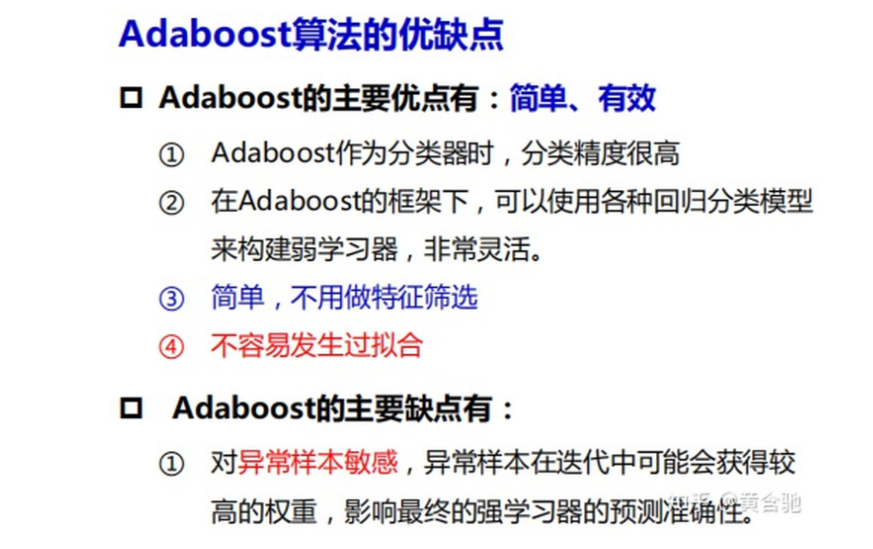 Adaboost算法的优缺点
Adaboost的主要优点有：简单、有效
① Adaboost作为分类器时，分类精度很高
② 在Adaboost的框架下，可以使用各种回归分类模型
来构建弱学习器，非常灵活。
③ 简单，不用做特征筛选
④ 不容易发生过拟合
Adaboost的主要缺点有：
① 对异常样本敏感，异常样本在迭代中可能会获得较
高的权重，影响最终的强学习器的预测准确性。
知乎 @黄含驰